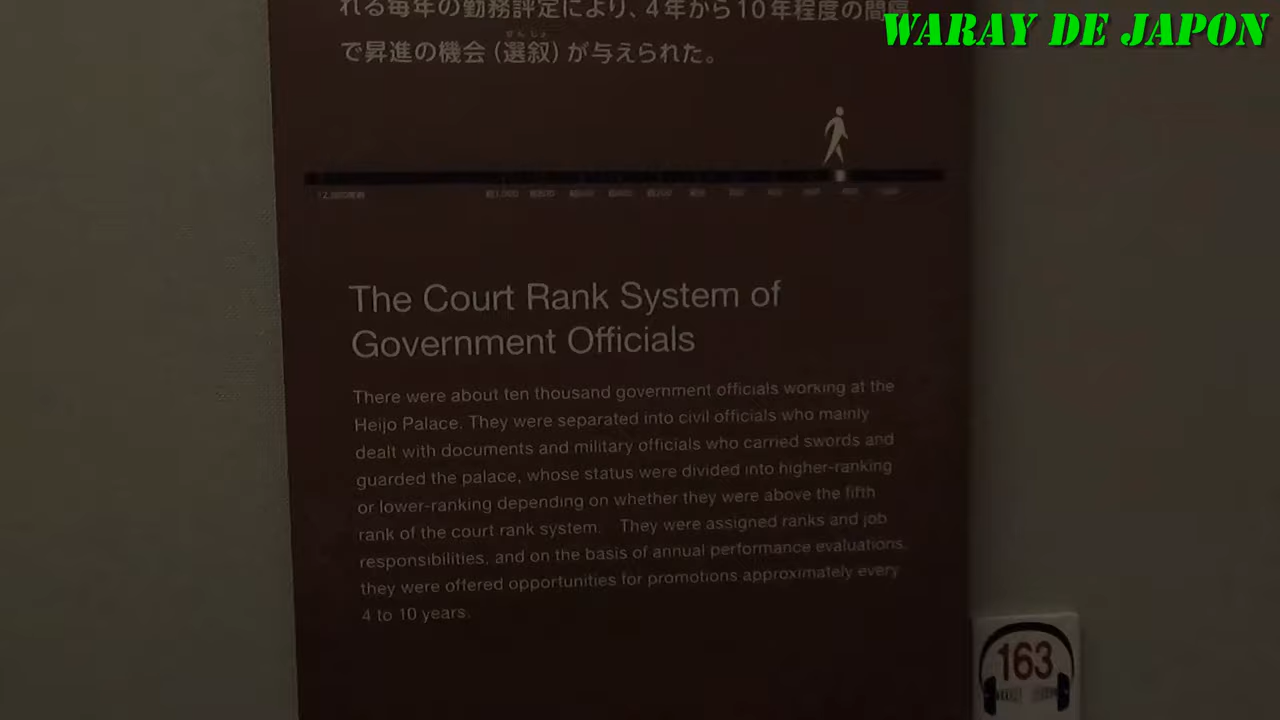 れる毎年の勤務評定により、4年から10年程度の間隔
で昇進の機会（選叙）が与えられた。
せんじょ
WARAY DE JAPON
The Court Rank System of
Government Officials
There were about ten thousand government officials working at the
Heijo Palace. They were separated into civil officials who mainly
dealt with documents and military officials who carried swords and
guarded the palace, whose status were divided into higher-ranking
or lower-ranking depending on whether they were above the fifth
rank of the court rank system. They were assigned ranks and job
responsibilities, and on the basis of annual performance evaluations,
they were offered opportunities for promotions approximately every
4 to 10 years.
163